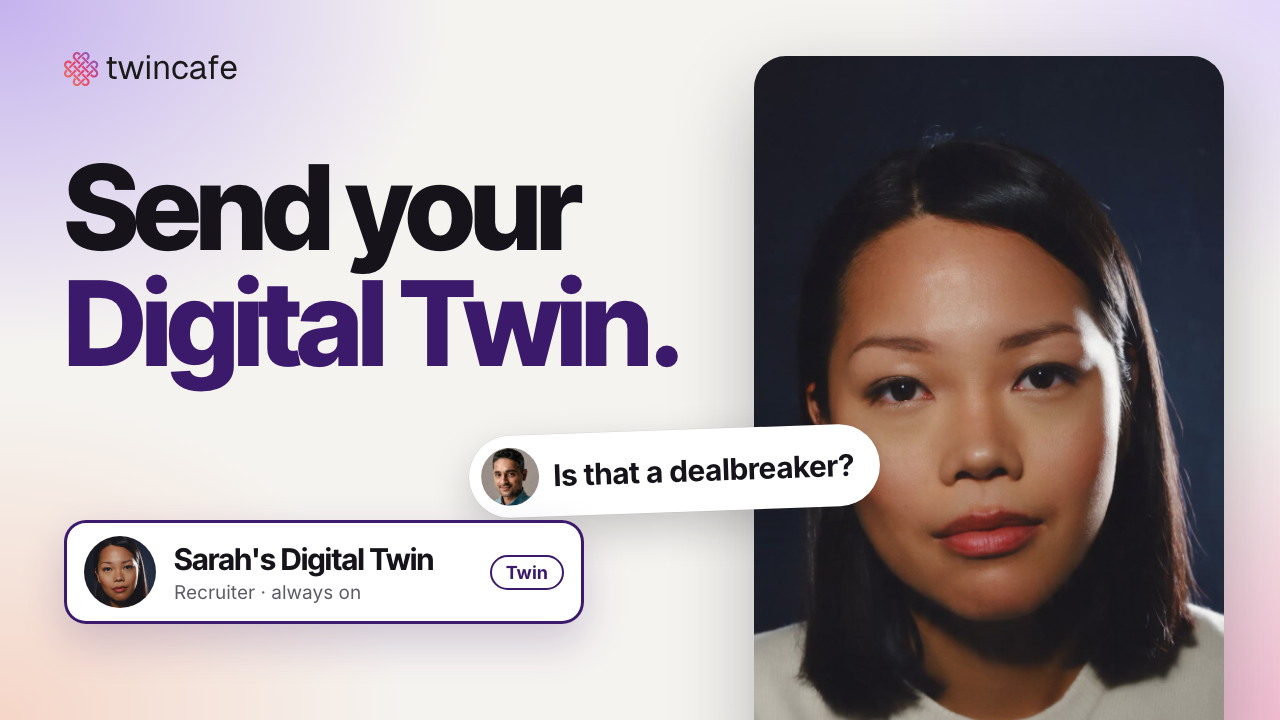 twincafe
Send your
Digital Twin.
Is that a dealbreaker?
Sarah's Digital Twin
Twin
Recruiter · always on